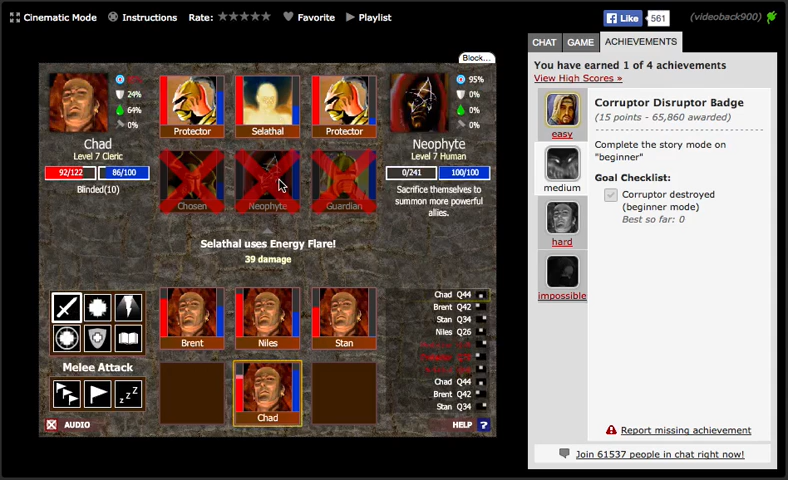 Cinematic Mode
Instructions
Rate:
Favorite
Playlist
Like
561
(videoback900)
CHAT
GAME
ACHIEVEMENTS
You have earned 1 of 4 achievements
View High Scores »
easy
medium
hard
impossible
Corruptor Disruptor Badge
(15 points - 65,860 awarded)
Complete the story mode on
"beginner"
Goal Checklist:
Corruptor destroyed
(beginner mode)
Best so far: 0
Report missing achievement
Join 61537 people in chat right now!
Block...
24%
64%
0%
Chad
Level 7 Cleric
92/122
86/100
Blinded(10)
Protector
Selathal
Protector
Chosen
Neophyte
Guardian
95%
0%
0%
0%
Neophyte
Level 7 Human
0/241
100/100
Sacrifice themselves to
summon more powerful
allies.
Selathal uses Energy Flare!
39 damage
Melee Attack
Brent
Niles
Stan
Chad
Chad Q44
Brent Q42
Stan Q34
Niles Q26
Chad Q44
Brent Q42
Stan Q34
AUDIO
HELP ?